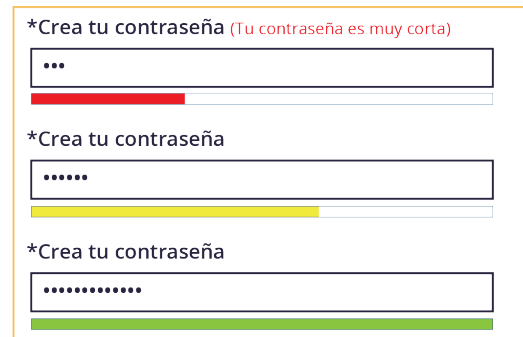 *Crea tu contraseña (Tu contraseña es muy corta)
•••
*Crea tu contraseña
••••••
*Crea tu contraseña
•••••••••••••